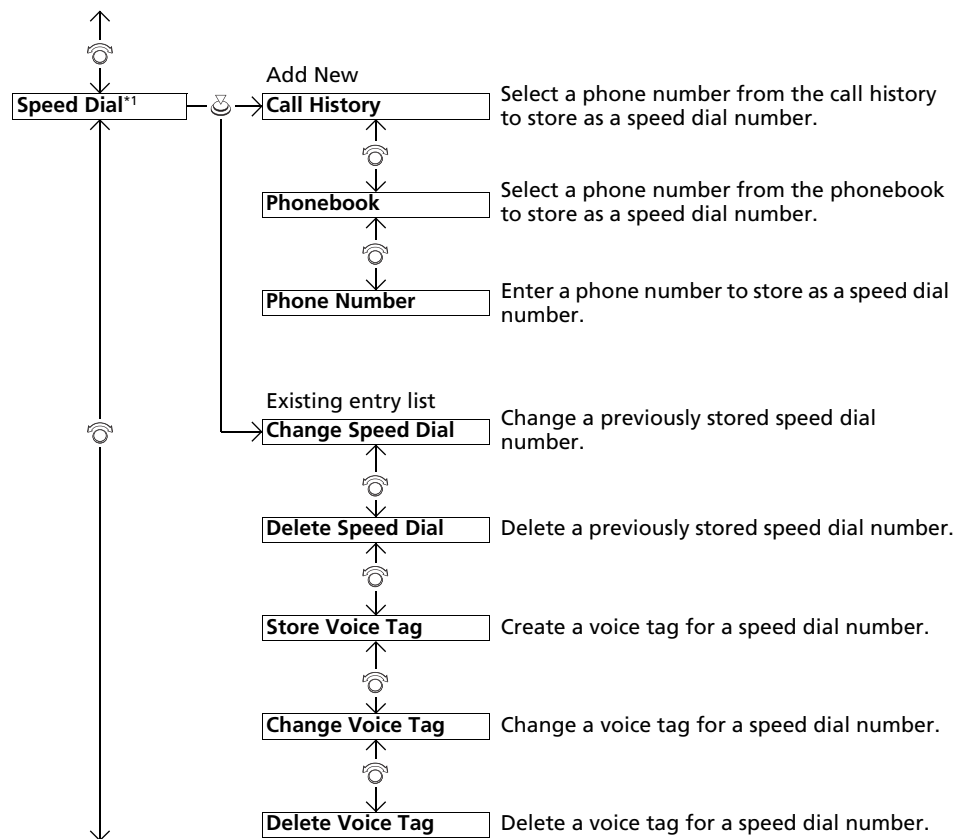 Add New
Speed Dial*1
Call History
Select a phone number from the call history
to store as a speed dial number.
Phonebook
Select a phone number from the phonebook
to store as a speed dial number.
Phone Number
Enter a phone number to store as a speed dial
number.
Existing entry list
Change Speed Dial
Change a previously stored speed dial
number.
Delete Speed Dial
Delete a previously stored speed dial number.
Store Voice Tag
Create a voice tag for a speed dial number.
Change Voice Tag
Change a voice tag for a speed dial number.
Delete Voice Tag
Delete a voice tag for a speed dial number.